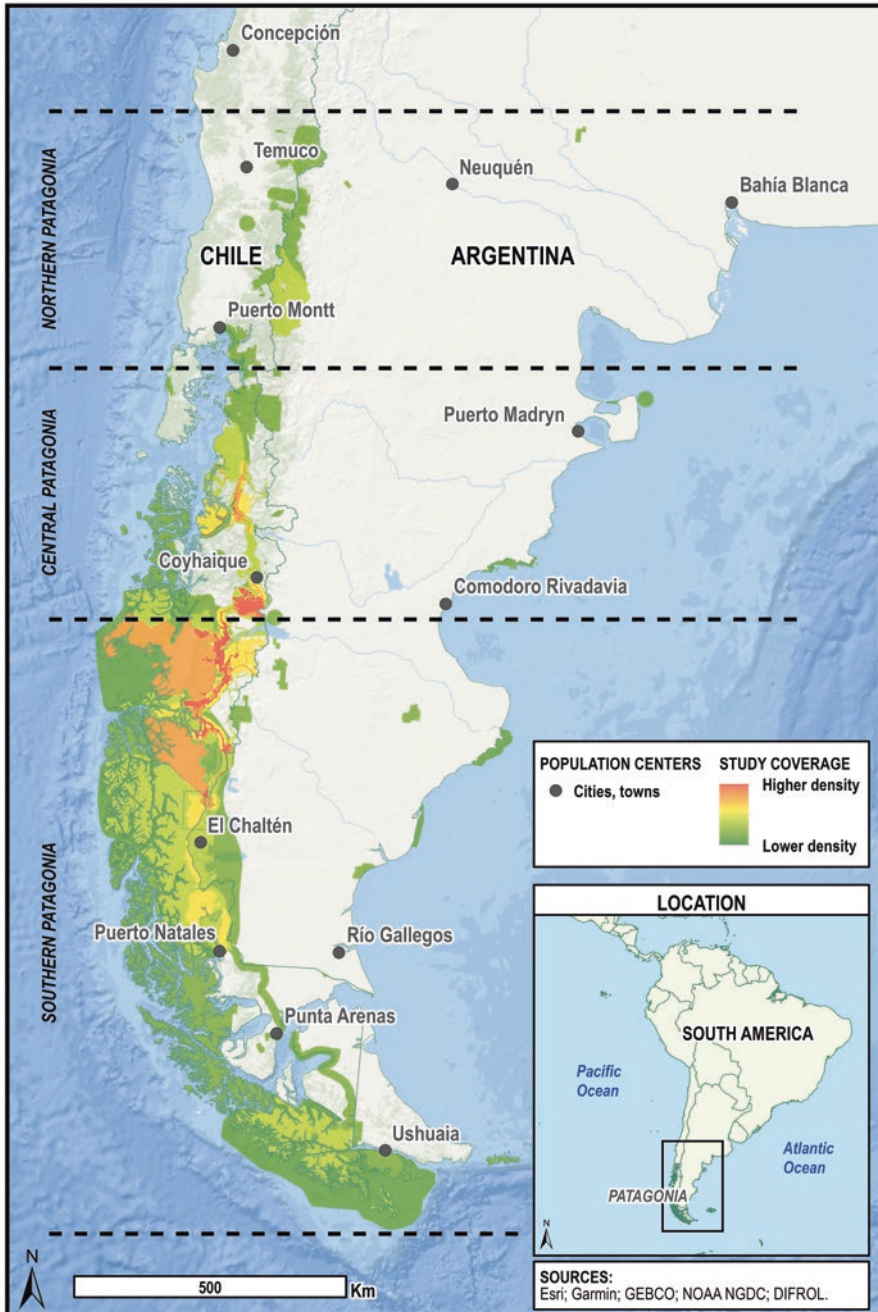 Concepción
NORTHERN PATAGONIA
Temuco
Neuquén
Bahía Blanca
CHILE
ARGENTINA
Puerto Montt
CENTRAL PATAGONIA
Puerto Madryn
Coyhaique
Comodoro Rivadavia
SOUTHERN PATAGONIA
El Chaltén
Puerto Natales
Río Gallegos
Punta Arenas
Ushuaia
POPULATION CENTERS
Cities, towns
STUDY COVERAGE
Higher density
Lower density
LOCATION
SOUTH AMERICA
Pacific
Ocean
Atlantic
Ocean
PATAGONIA
N
SOURCES:
Esri; Garmin; GEBCO; NOAA NGDC; DIFROL.
N
500
Km